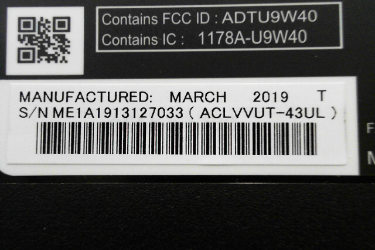 Contains FCC ID : ADTU9W40
Contains IC : 1178A-U9W40
MANUFACTURED: MARCH 2019 T
S/N ME1A1913127033 ( ACLVVUT-43UL )
F
M